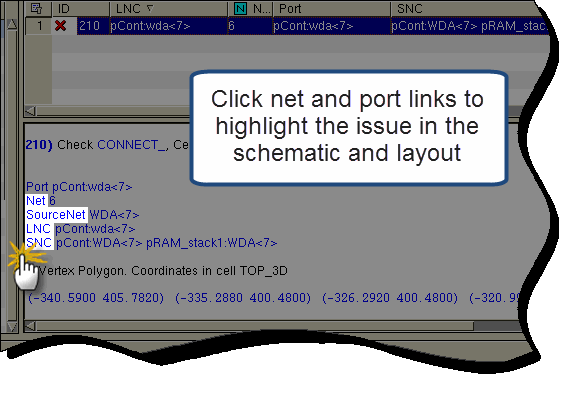 ID LNC N... Port SNC
1 210 pCont:wda<7> 6 pCont:wda<7> pCont:WDA<7> pRAM_stac
Click net and port links to
highlight the issue in the
schematic and layout
210) Check CONNECT_, Ce
Port pCont:wda<7>
Net 6
SourceNet WDA<7>
LNC pCont:wda<7>
SNC pCont:WDA<7> pRAM_stack1:WDA<7>
Vertex Polygon. Coordinates in cell TOP_3D
(-340.5900 405.7820) (-335.2880 400.4800) (-326.2920 400.4800) (-320.99